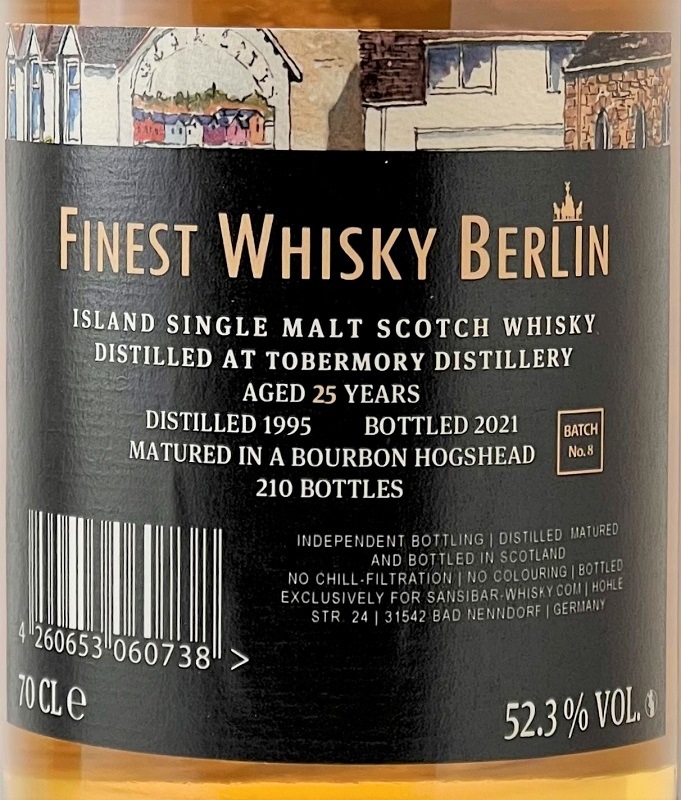 FINEST WHISKY BERLIN
ISLAND SINGLE MALT SCOTCH WHISKY
DISTILLED AT TOBERMORY DISTILLERY
AGED 25 YEARS
DISTILLED 1995 BOTTLED 2021
MATURED IN A BOURBON HOGSHEAD
210 BOTTLES
BATCH
No. 8
INDEPENDENT BOTTLING | DISTILLED MATURED
AND BOTTLED IN SCOTLAND
NO CHILL-FILTRATION | NO COLOURING | BOTTLED
EXCLUSIVELY FOR SANSIBAR-WHISKY.COM | HOHLE
STR. 24 | 31542 BAD NENNDORF | GERMANY
4 260653 060738 >
70 CL e
52.3 % VOL.